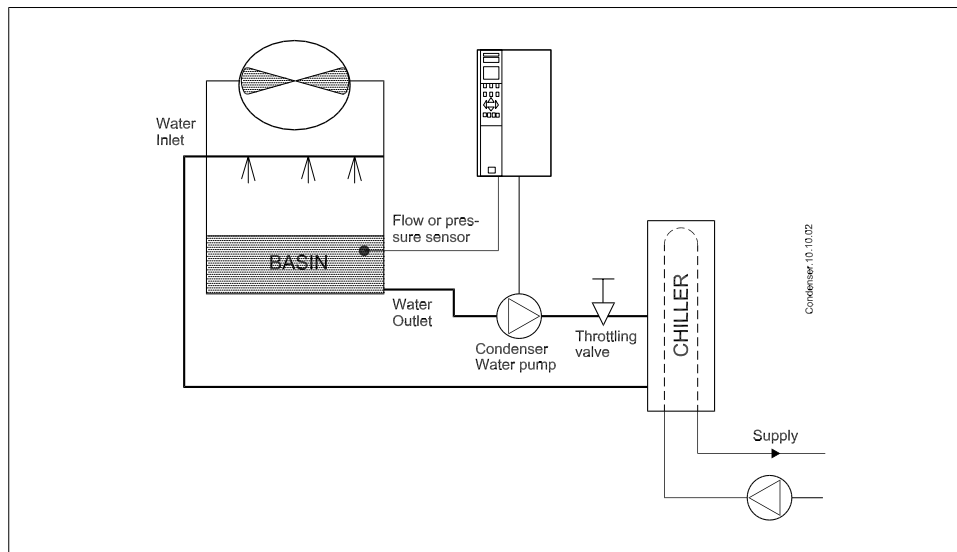 Water
Inlet
Flow or pres-
sure sensor
BASIN
Water
Outlet
Condenser
Water pump
Throttling
valve
CHILLER
Condenser.10.10.02
Supply